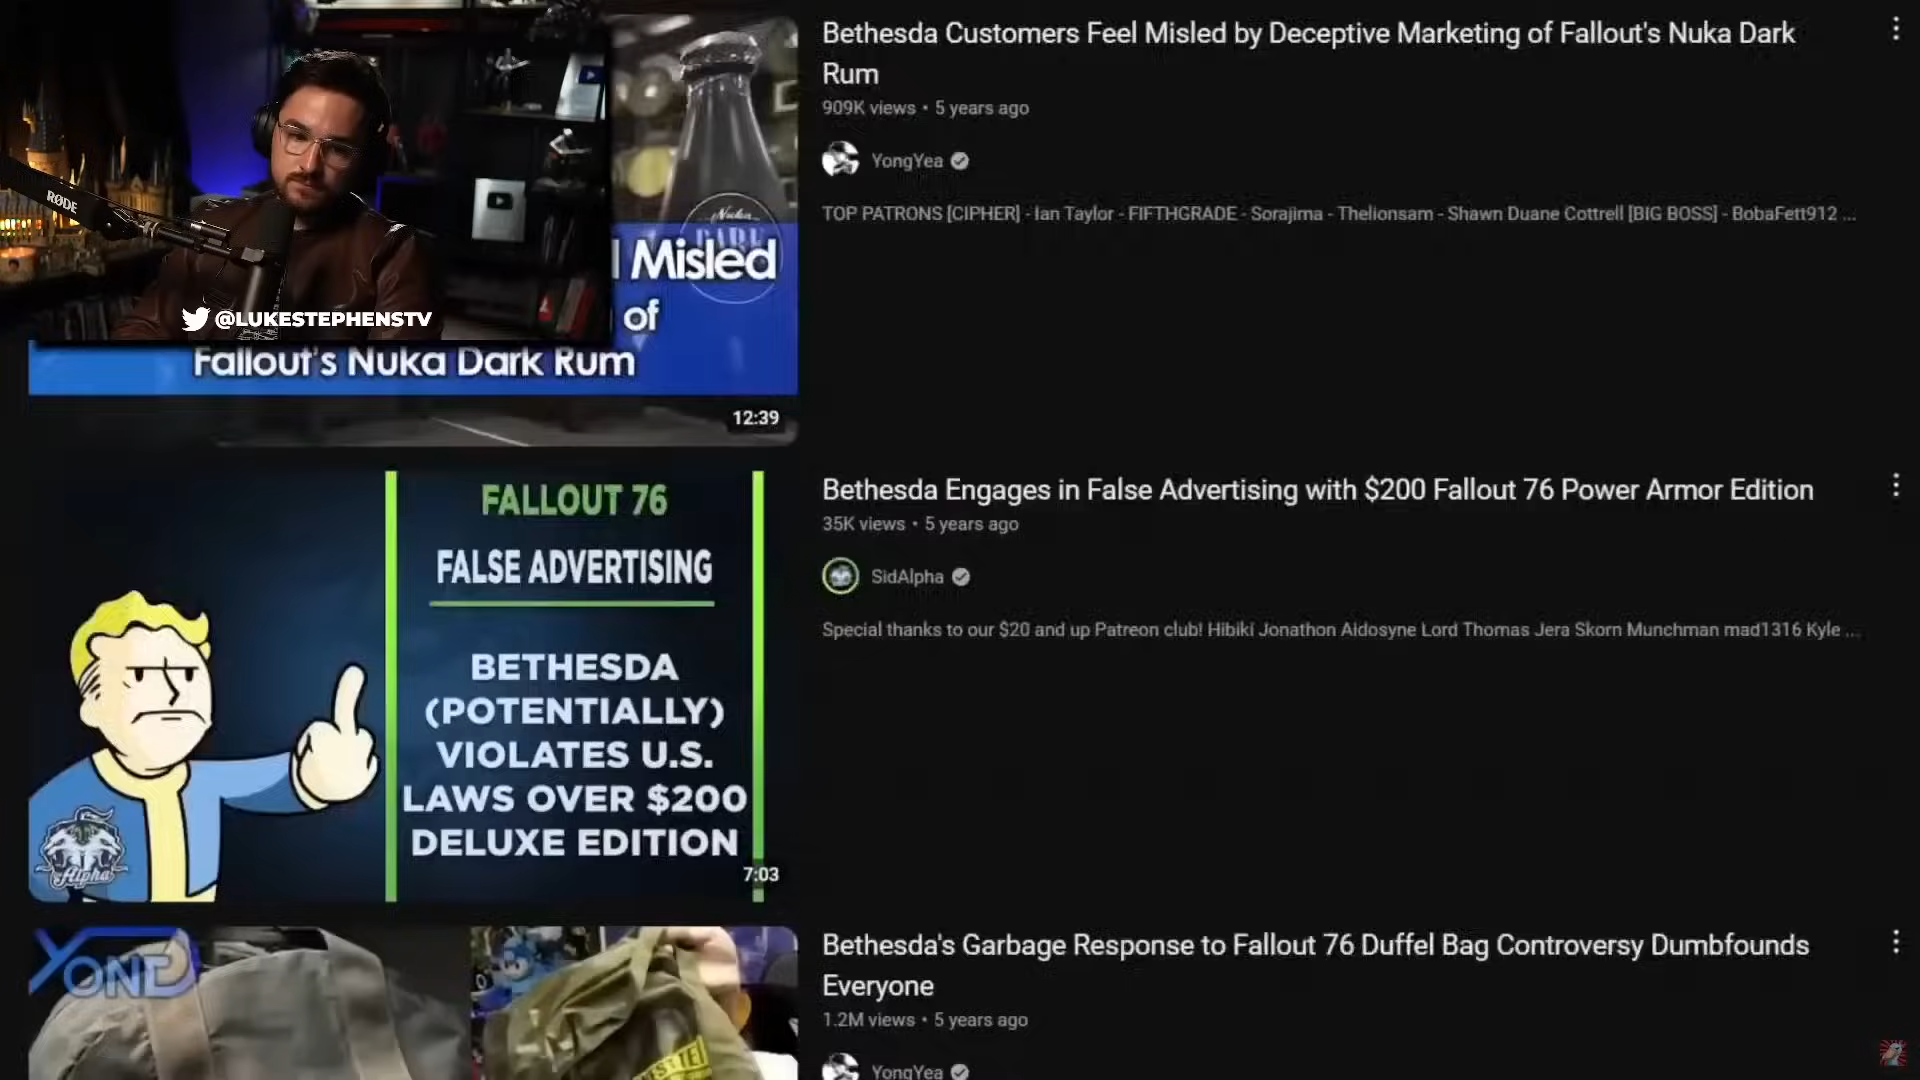 Bethesda Customers Feel Misled by Deceptive Marketing of Fallout's Nuka Dark
Rum
909K views • 5 years ago
YongYea
TOP PATRONS [CIPHER] - Ian Taylor - FIFTHGRADE - Sorajima - Thelionsam - Shawn Duane Cottrell [BIG BOSS] - BobaFett912 ...
RØDE
Nuka
DARK
Misled
of
@LUKESTEPHENSTV
Fallout's Nuka Dark Rum
12:39
FALLOUT 76
FALSE ADVERTISING
BETHESDA
(POTENTIALLY)
VIOLATES U.S.
LAWS OVER $200
DELUXE EDITION
Alpha
7:03
Bethesda Engages in False Advertising with $200 Fallout 76 Power Armor Edition
35K views • 5 years ago
SidAlpha
Special thanks to our $20 and up Patreon club! Hibiki Jonathon Aidosyne Lord Thomas Jera Skorn Munchman mad1316 Kyle ...
YONG
Bethesda's Garbage Response to Fallout 76 Duffel Bag Controversy Dumbfounds
Everyone
1.2M views • 5 years ago
YongYea